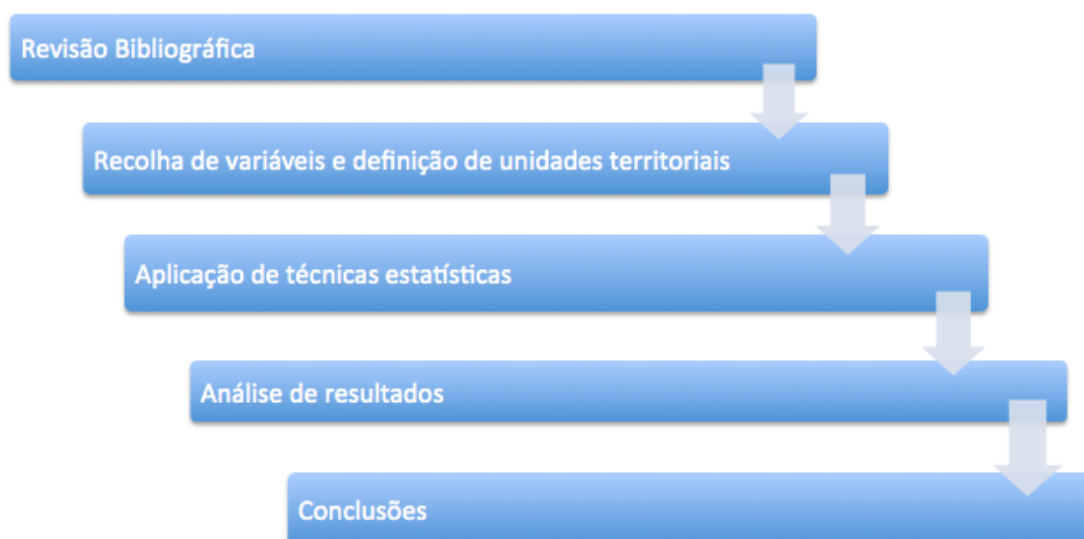 Revisão Bibliográfica
Recolha de variáveis e definição de unidades territoriais
Aplicação de técnicas estatísticas
Análise de resultados
Conclusões